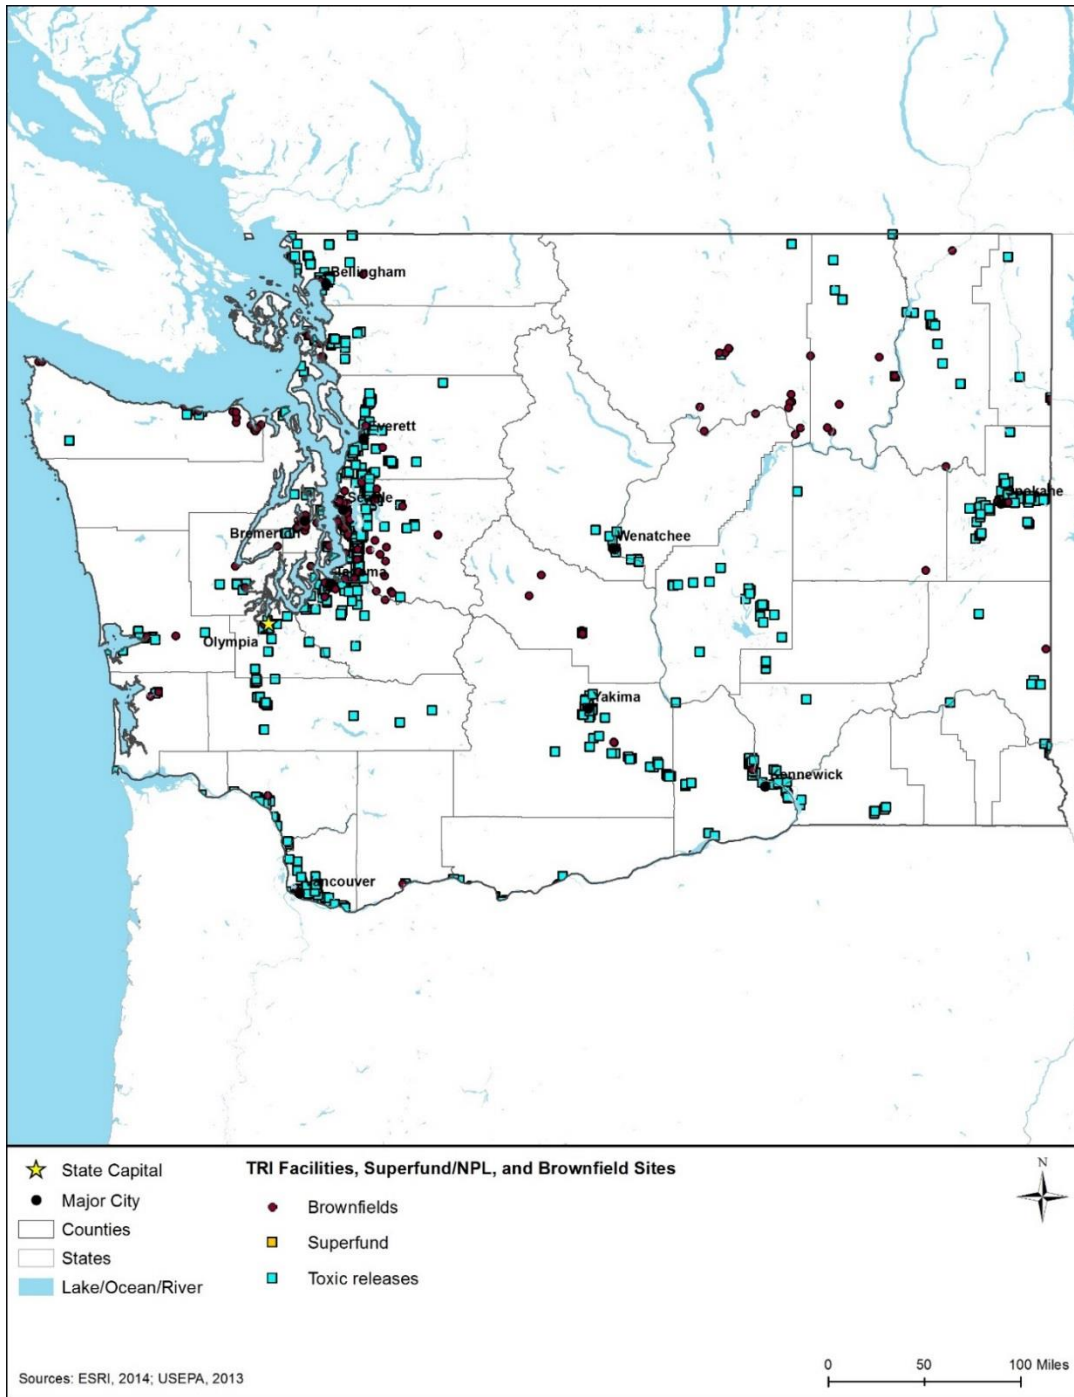 Bellingham
Everett
Seattle
Spokane
Bremerton
Wenatchee
Tacoma
Olympia
Yakima
Kennewick
Vancouver
State Capital
Major City
Counties
States
Lake/Ocean/River
TRI Facilities, Superfund/NPL, and Brownfield Sites
Brownfields
Superfund
Toxic releases
N
Sources: ESRI, 2014; USEPA, 2013
0 50 100 Miles